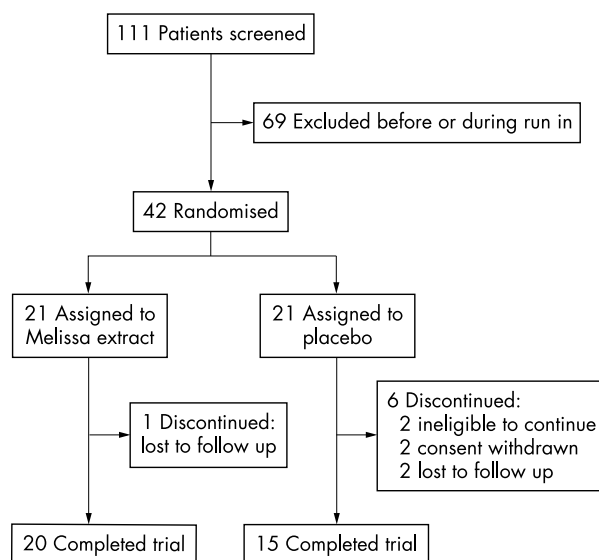 111 Patients screened
69 Excluded before or during run in
42 Randomised
21 Assigned to
Melissa extract
21 Assigned to
placebo
1 Discontinued:
lost to follow up
6 Discontinued:
2 ineligible to continue
2 consent withdrawn
2 lost to follow up
20 Completed trial
15 Completed trial